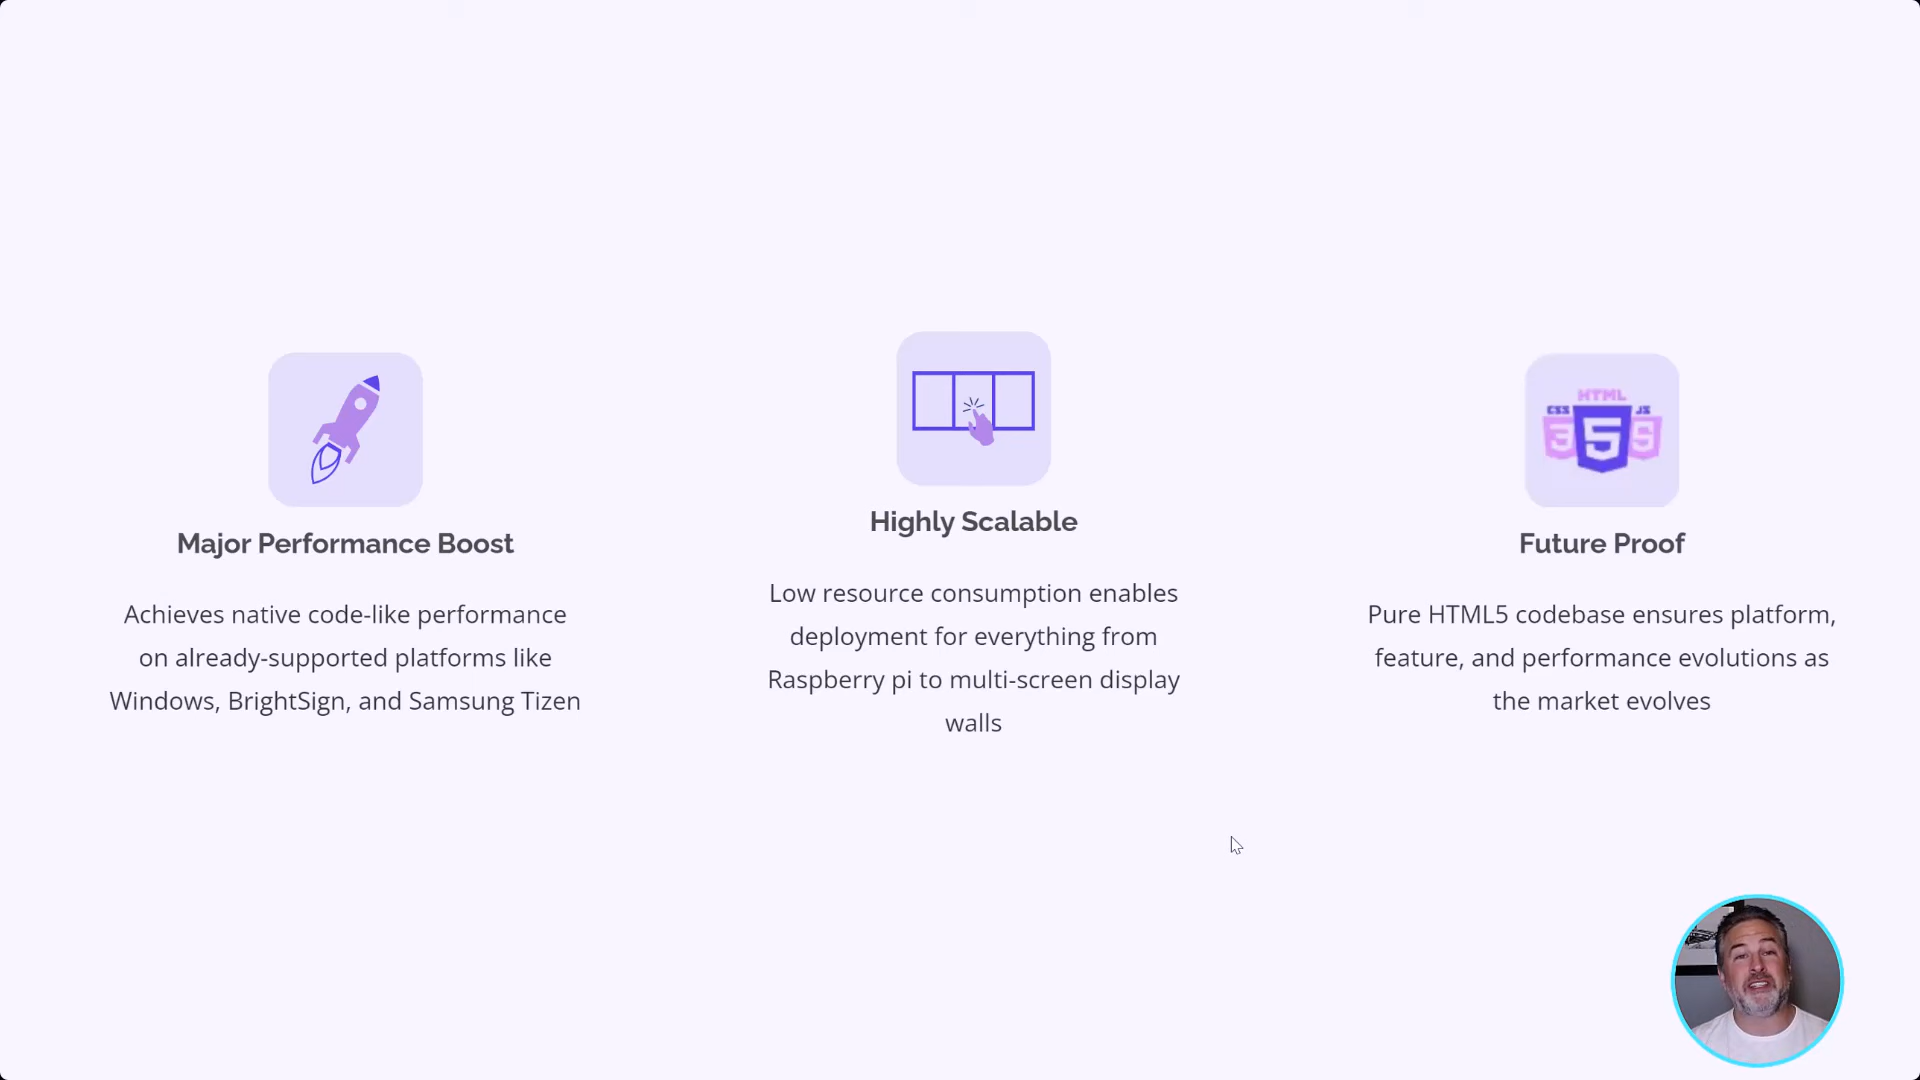 Major Performance Boost
Achieves native code-like performance
on already-supported platforms like
Windows, BrightSign, and Samsung Tizen
Highly Scalable
Low resource consumption enables
deployment for everything from
Raspberry pi to multi-screen display
walls
HTML
CSS JS
3 5 5
Future Proof
Pure HTML5 codebase ensures platform,
feature, and performance evolutions as
the market evolves